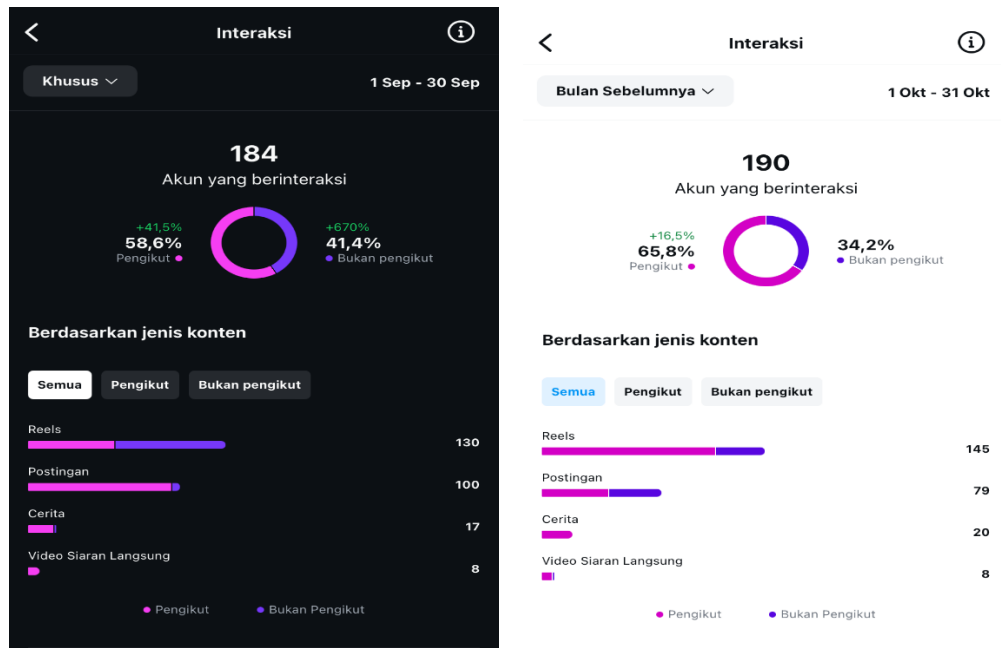 Interaksi
Khusus
1 Sep - 30 Sep
184
Akun yang berinteraksi
+41,5%
58,6%
Pengikut
+670%
41,4%
Bukan pengikut
Berdasarkan jenis konten
Semua Pengikut Bukan pengikut
Reels
130
Postingan
100
Cerita
17
Video Siaran Langsung
8
Pengikut Bukan Pengikut
Interaksi
Bulan Sebelumnya
1 Okt - 31 Okt
190
Akun yang berinteraksi
+16,5%
65,8%
Pengikut
34,2%
Bukan pengikut
Berdasarkan jenis konten
Semua Pengikut Bukan pengikut
Reels
145
Postingan
79
Cerita
20
Video Siaran Langsung
8
Pengikut Bukan Pengikut